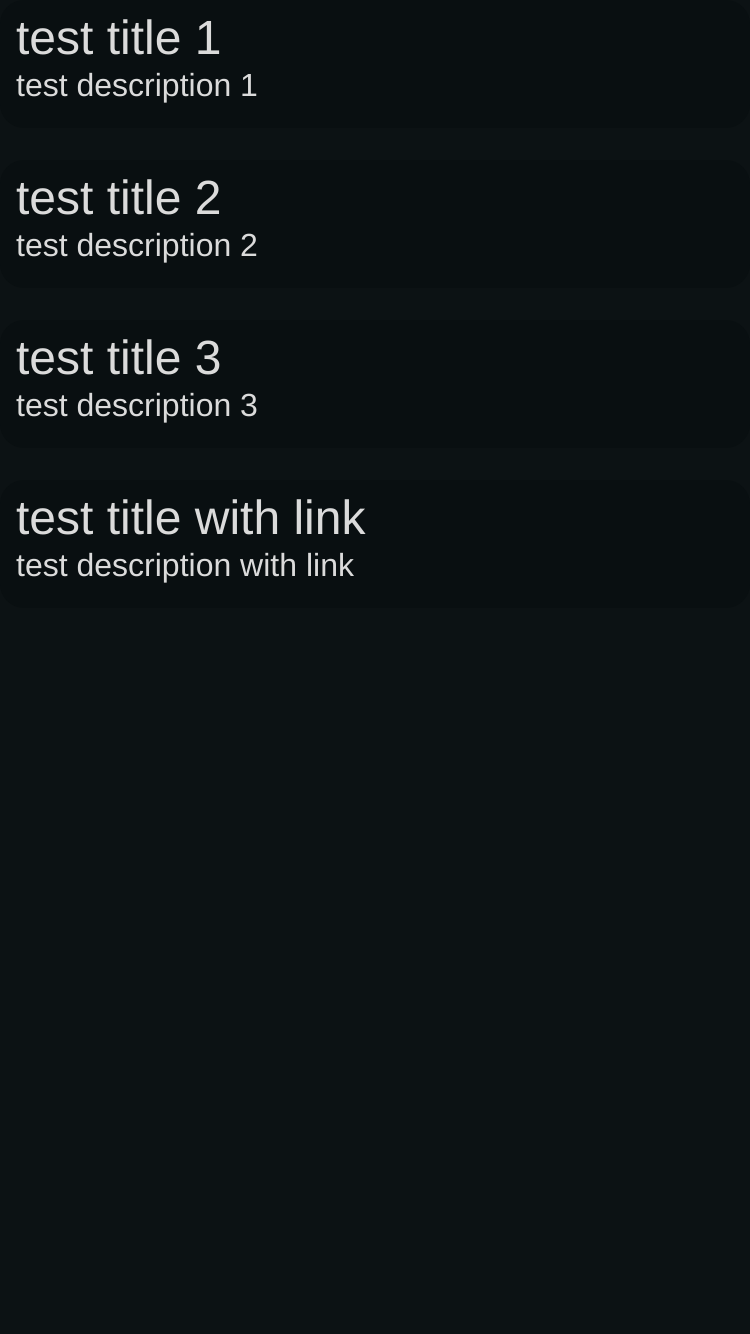 test title 1
test description 1
test title 2
test description 2
test title 3
test description 3
test title with link
test description with link